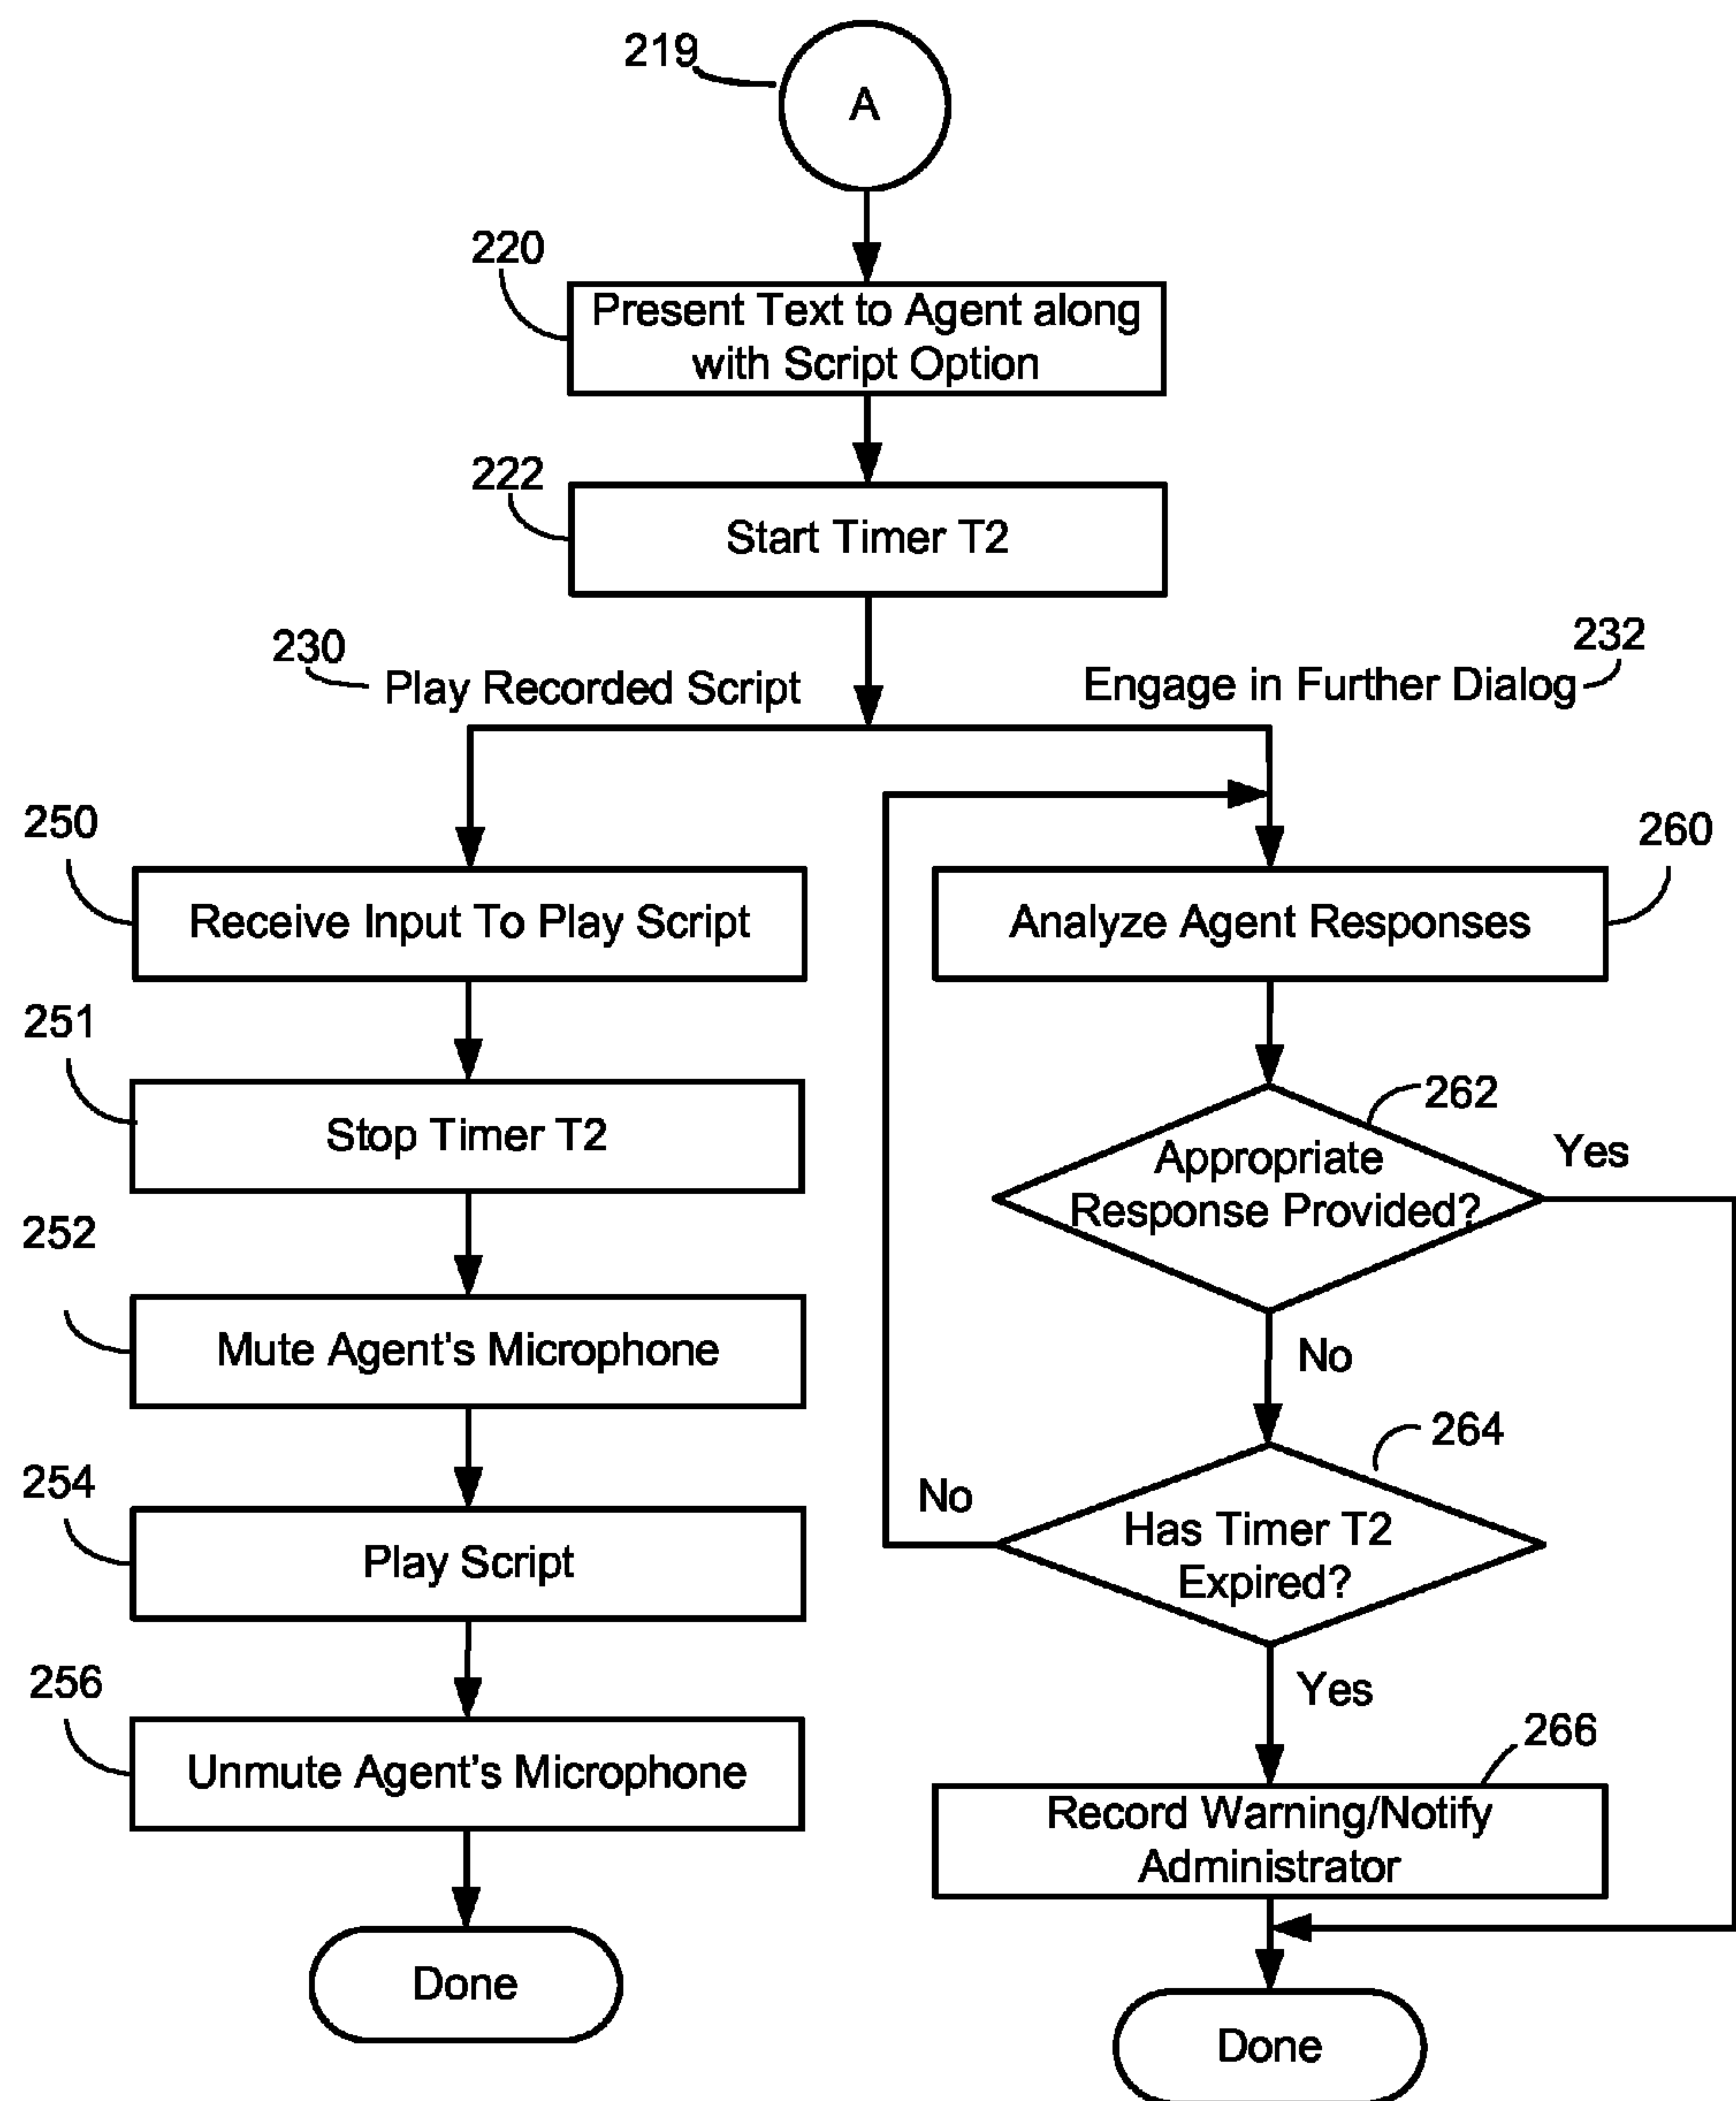 219
A
220
Present Text to Agent along
with Script Option
222
Start Timer T2
230
Play Recorded Script
232
Engage in Further Dialog
250
Receive Input To Play Script
251
Stop Timer T2
252
Mute Agent's Microphone
254
Play Script
256
Unmute Agent's Microphone
Done
260
Analyze Agent Responses
262
Appropriate
Response Provided?
Yes
No
264
Has Timer T2
Expired?
No
Yes
266
Record Warning/Notify
Administrator
Done